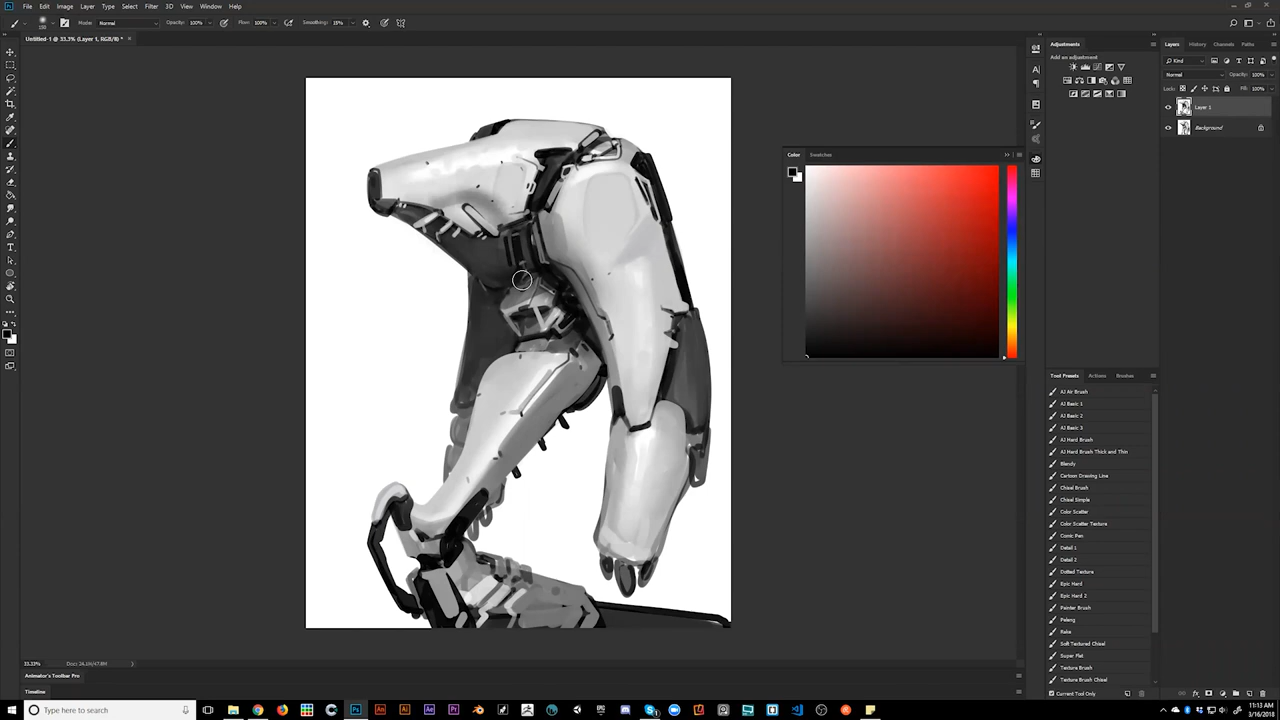 File Edit Image Layer Type Select Filter 3D View Window Help
150 Mode: Normal Opacity: 100% Flow: 100% Smoothing: 15%
Untitled-1 @ 33.3% (Layer 1, RGB/8) * ×
Adjustments
Add an adjustment
Layers History Channels Paths
Kind
Normal Opacity: 100%
Lock: Fill: 100%
Layer 1
Background
Color Swatches
Tool Presets Actions Brushes
AJ Air Brush
AJ Basic 1
AJ Basic 2
AJ Basic 3
AJ Hard Brush
AJ Hard Brush Thick and Thin
Blendy
Cartoon Drawing Line
Chisel Brush
Chisel Simple
Color Scatter
Color Scatter Texture
Comic Pen
Detail 1
Detail 2
Dotted Texture
Epic Hard
Epic Hard 2
Painter Brush
Pelang
Rake
Soft Textured Chisel
Super Flat
Texture Brush
Texture Brush Chisel
Current Tool Only
33.33%
Animator's Toolbar Pro
Timeline
Type here to search
11:13 AM
3/16/2018